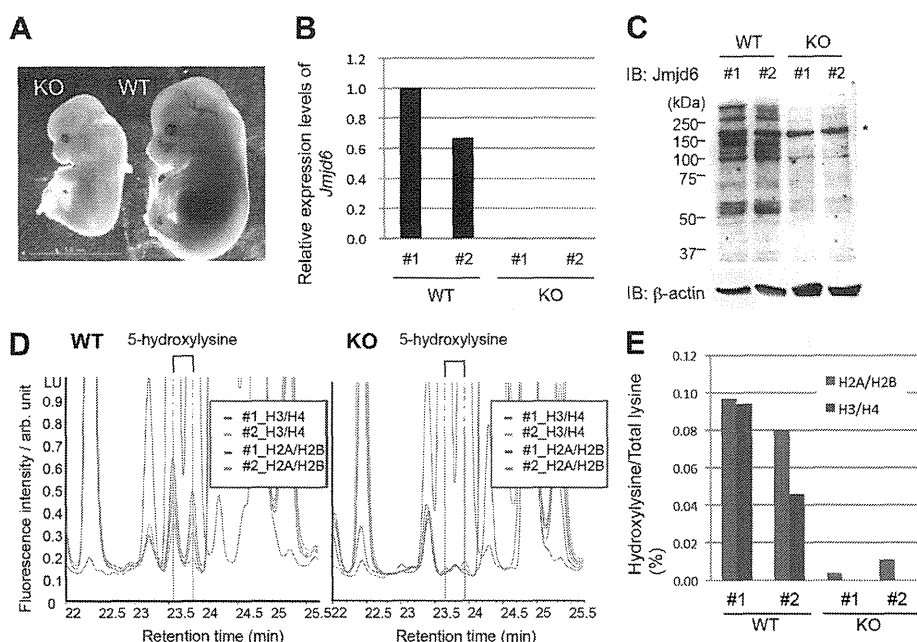 A
KO WT
B
Relative expression levels of
Jmjd6
1.2
1.0
0.8
0.6
0.4
0.2
0.0
#1 #2 #1 #2
WT KO
C
WT KO
IB: Jmjd6 #1 #2 #1 #2
(kDa)
250
150
100
75
50
37
*
IB: β-actin
D
WT 5-hydroxylysine
LU
0.9
0.8
0.7
0.6
0.5
0.4
0.3
0.2
0.1
0
Fluorescence intensity / arb. unit
#1_H3/H4
#2_H3/H4
#1_H2A/H2B
#2_H2A/H2B
22 22.5 23 23.5 24 24.5 25 25.5
Retention time (min)
KO 5-hydroxylysine
#1_H3/H4
#2_H3/H4
#1_H2A/H2B
#2_H2A/H2B
22 22.5 23 23.5 24 24.5 25 25.5
Retention time (min)
E
Hydroxylysine/Total lysine
(%)
0.12
0.10
0.08
0.06
0.04
0.02
0.00
H2A/H2B
H3/H4
#1 #2 #1 #2
WT KO